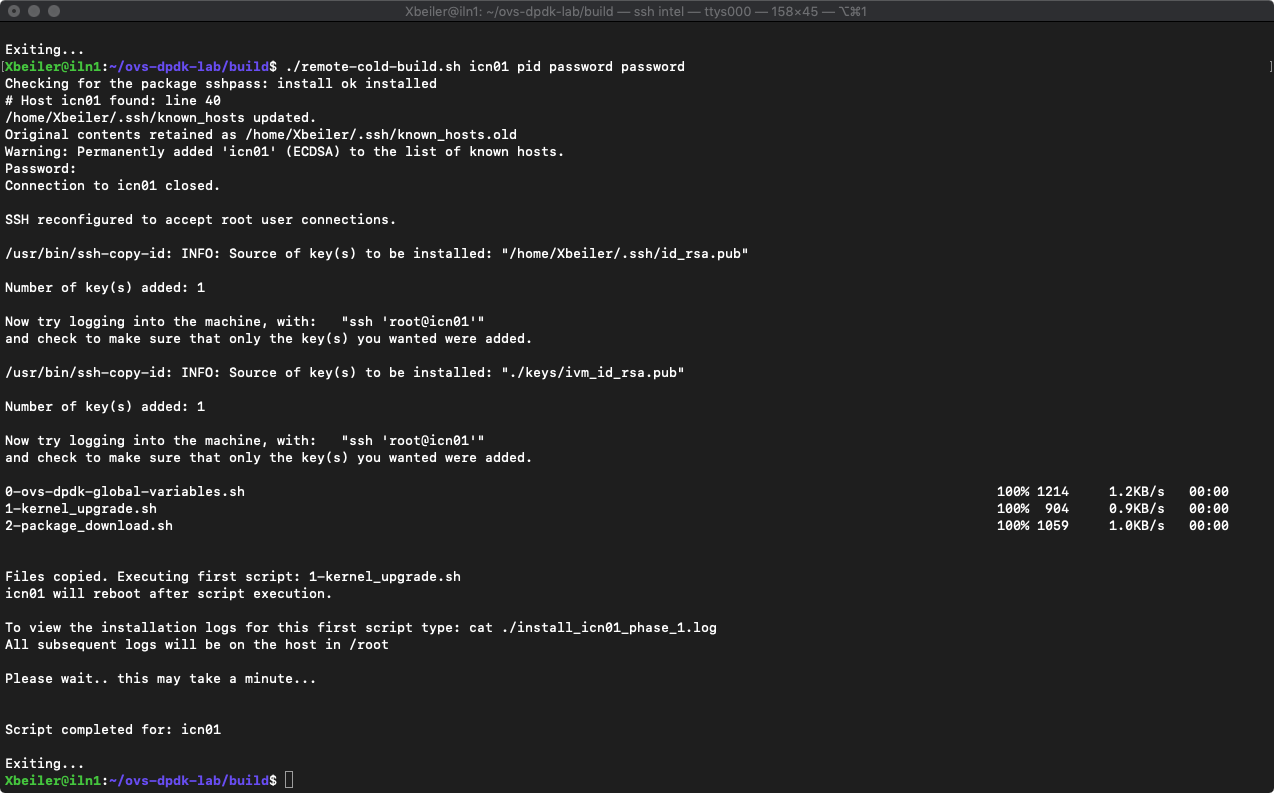 Xbeiler@iln1: ~/ovs-dpdk-lab/build — ssh intel — ttys000 — 158×45 — ⌥⌘1
Exiting...
[Xbeiler@iln1:~/ovs-dpdk-lab/build$ ./remote-cold-build.sh icn01 pid password password ]
Checking for the package sshpass: install ok installed
# Host icn01 found: line 40
/home/Xbeiler/.ssh/known_hosts updated.
Original contents retained as /home/Xbeiler/.ssh/known_hosts.old
Warning: Permanently added 'icn01' (ECDSA) to the list of known hosts.
Password:
Connection to icn01 closed.
SSH reconfigured to accept root user connections.
/usr/bin/ssh-copy-id: INFO: Source of key(s) to be installed: "/home/Xbeiler/.ssh/id_rsa.pub"
Number of key(s) added: 1
Now try logging into the machine, with:   "ssh 'root@icn01'"
and check to make sure that only the key(s) you wanted were added.
/usr/bin/ssh-copy-id: INFO: Source of key(s) to be installed: "./keys/ivm_id_rsa.pub"
Number of key(s) added: 1
Now try logging into the machine, with:   "ssh 'root@icn01'"
and check to make sure that only the key(s) you wanted were added.
0-ovs-dpdk-global-variables.sh 100% 1214 1.2KB/s 00:00
1-kernel_upgrade.sh 100% 904 0.9KB/s 00:00
2-package_download.sh 100% 1059 1.0KB/s 00:00
Files copied. Executing first script: 1-kernel_upgrade.sh
icn01 will reboot after script execution.
To view the installation logs for this first script type: cat ./install_icn01_phase_1.log
All subsequent logs will be on the host in /root
Please wait.. this may take a minute...
Script completed for: icn01
Exiting...
Xbeiler@iln1:~/ovs-dpdk-lab/build$